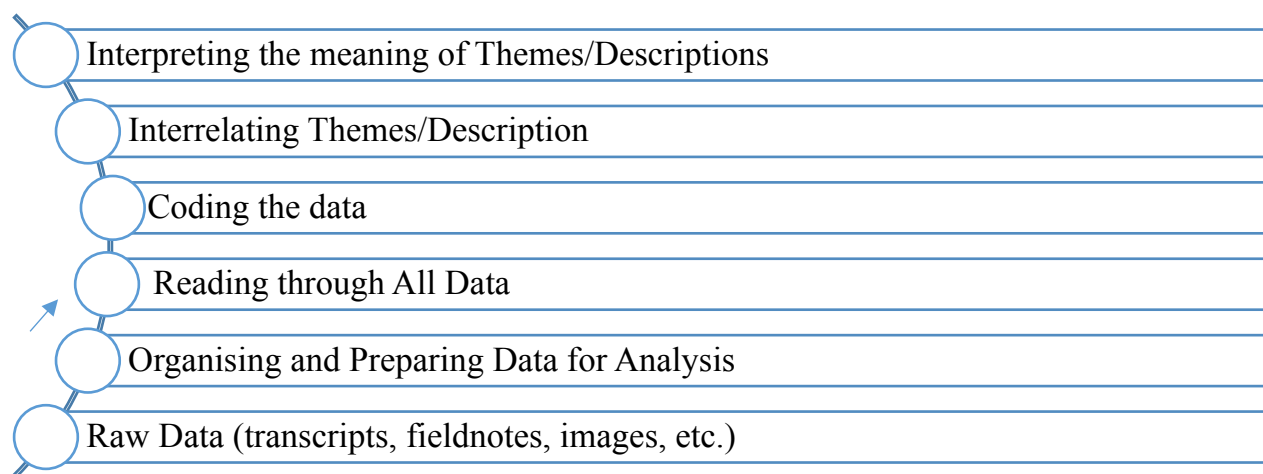 Interpreting the meaning of Themes/Descriptions
Interrelating Themes/Description
Coding the data
Reading through All Data
Organising and Preparing Data for Analysis
Raw Data (transcripts, fieldnotes, images, etc.)